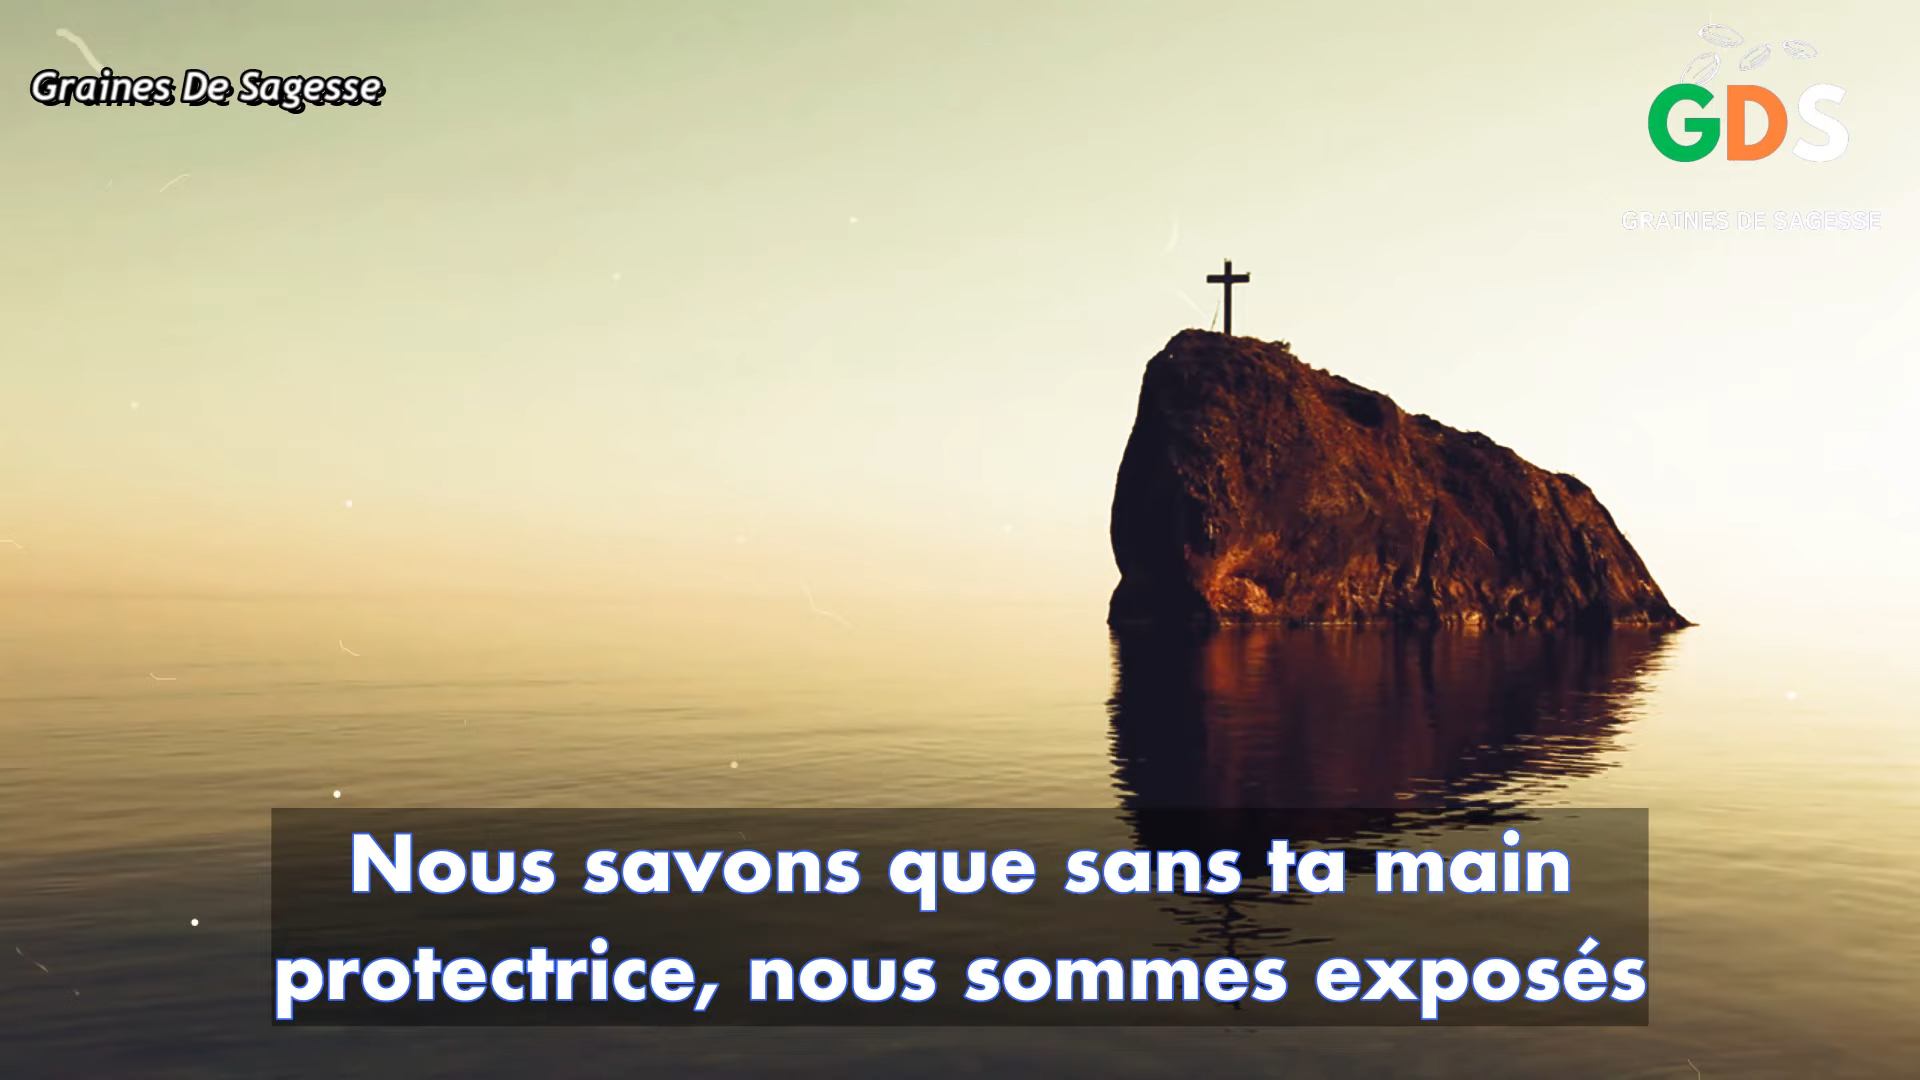 Graines De Sagesse
GDS
GRAINES DE SAGESSE
Nous savons que sans ta main
protectrice, nous sommes exposés